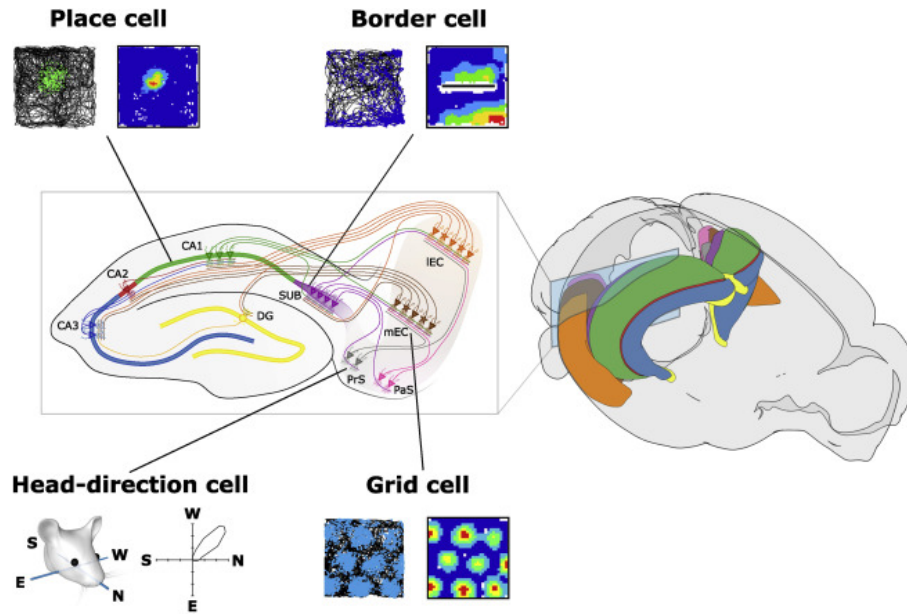 Place cell
Border cell
CA1
CA2
CA3
SUB
DG
lEC
mEC
PrS
PaS
Head-direction cell
Grid cell
S
W
E
N
W
S
N
E